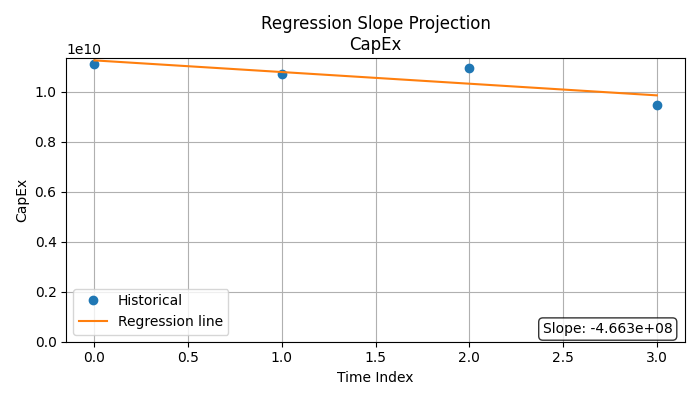 Regression Slope Projection
CapEx
1e10
1.0
0.8
0.6
0.4
0.2
0.0
CapEx
Historical
Regression line
Slope: -4.663e+08
0.0 0.5 1.0 1.5 2.0 2.5 3.0
Time Index